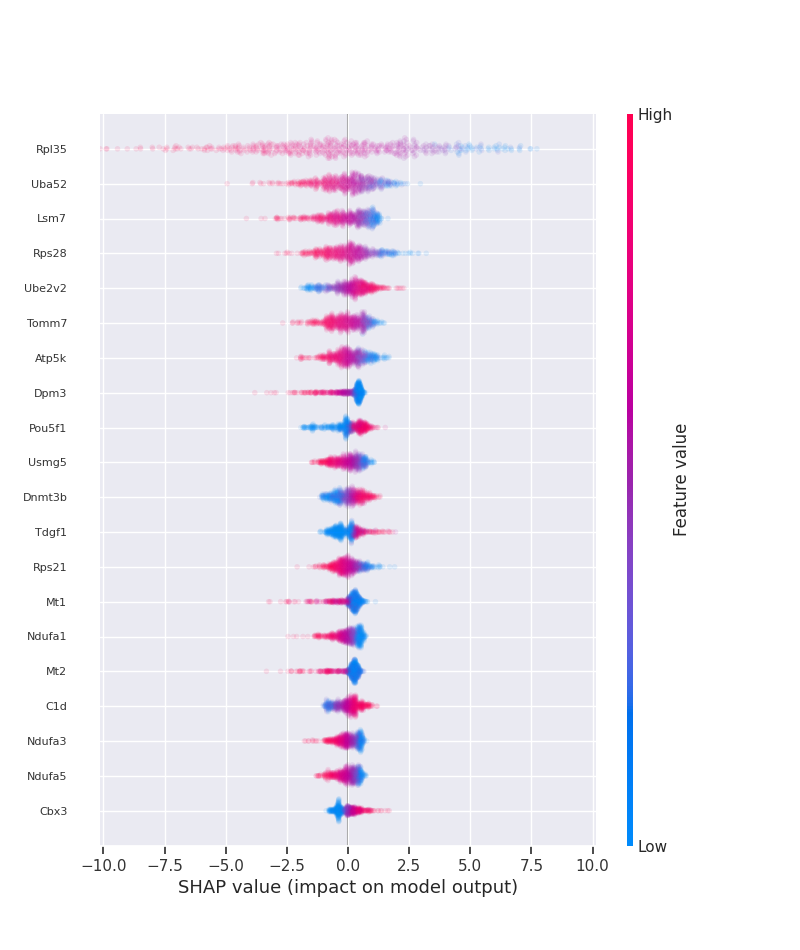 High
Rpl35
Uba52
Lsm7
Rps28
Ube2v2
Tomm7
Atp5k
Dpm3
Pou5f1
Usmg5
Dnmt3b
Tdgf1
Rps21
Mt1
Ndufa1
Mt2
C1d
Ndufa3
Ndufa5
Cbx3
Feature value
Low
−10.0 −7.5 −5.0 −2.5 0.0 2.5 5.0 7.5 10.0
SHAP value (impact on model output)